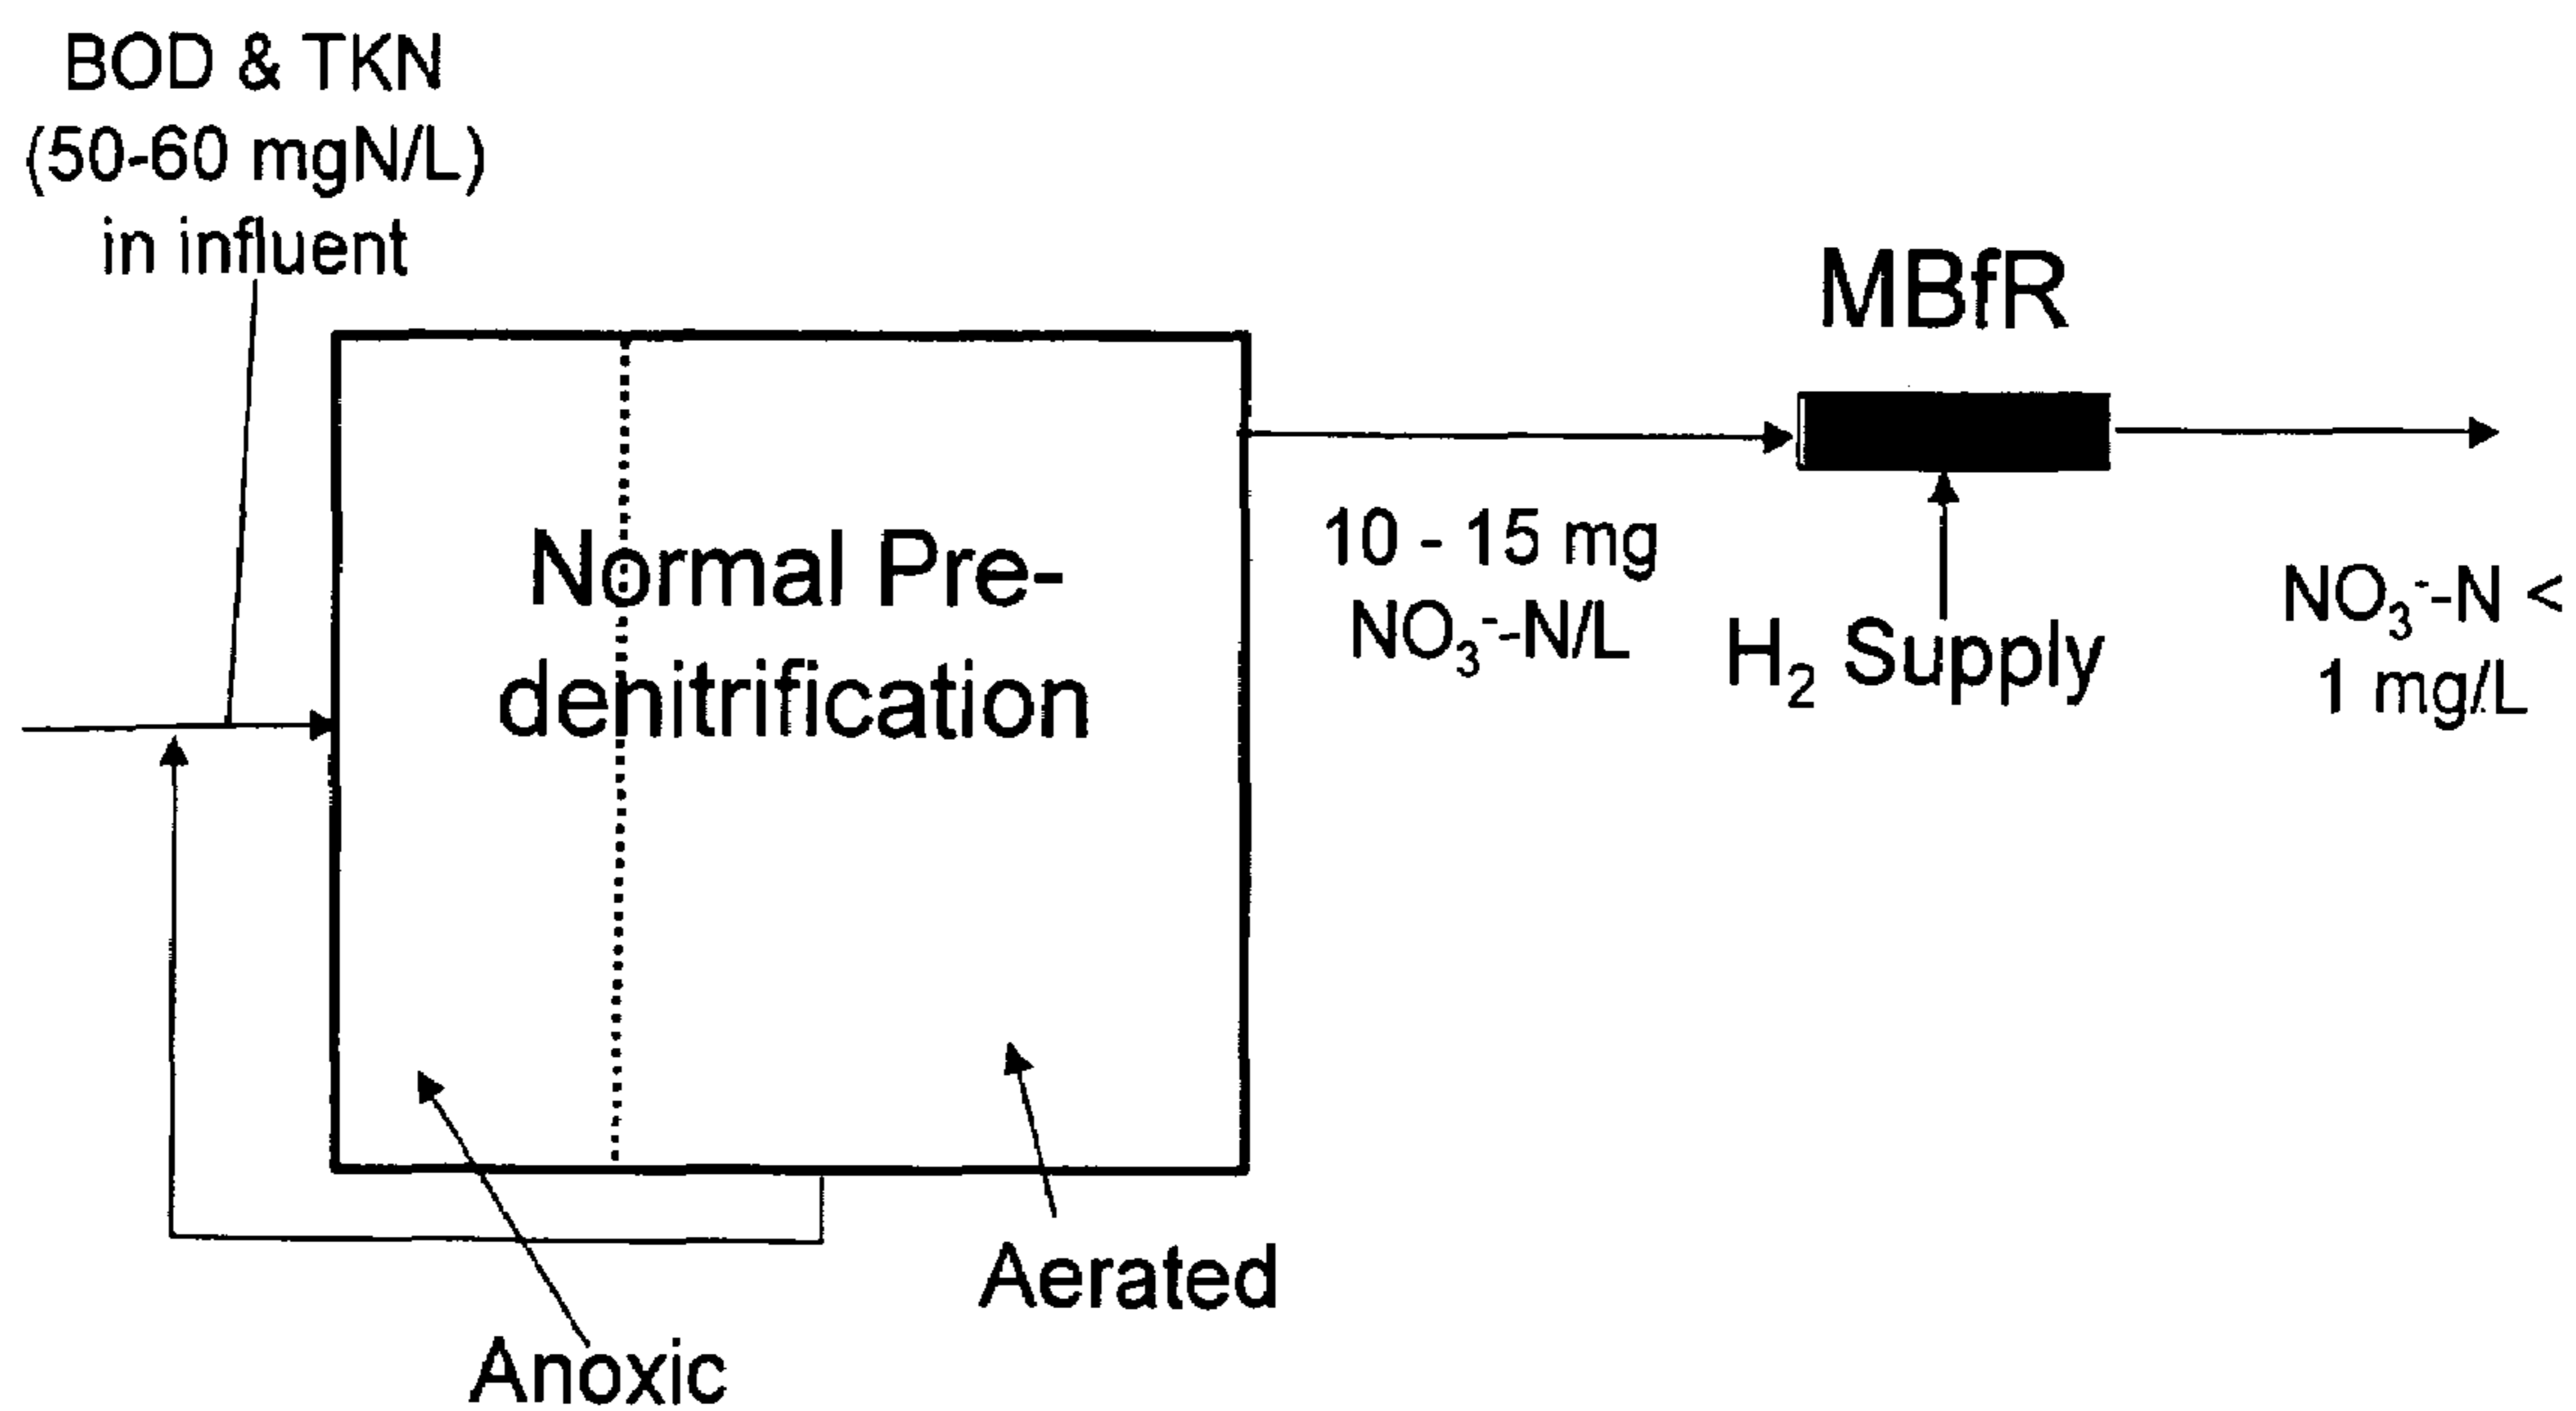 BOD & TKN
(50-60 mgN/L)
in influent
MBfR
Normal Pre-
denitrification
10 - 15 mg
NO₃⁻-N/L
H₂ Supply
NO₃⁻-N <
1 mg/L
Aerated
Anoxic